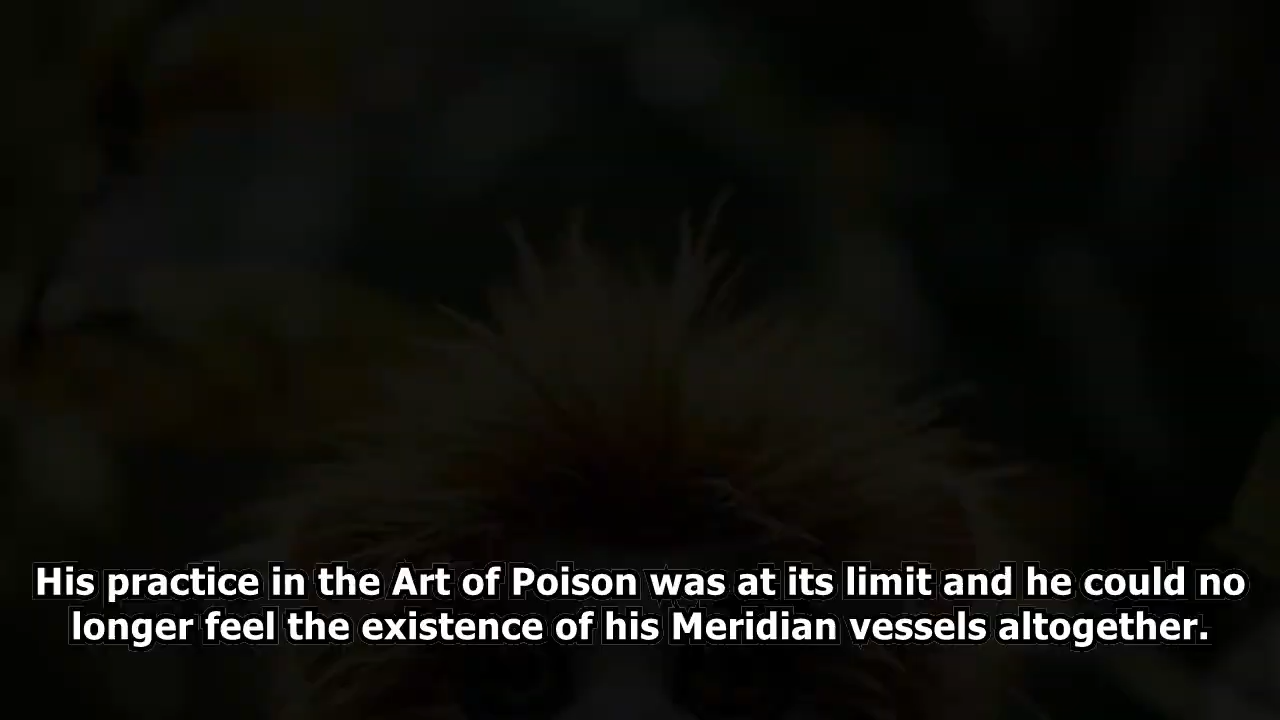 His practice in the Art of Poison was at its limit and he could no
longer feel the existence of his Meridian vessels altogether.